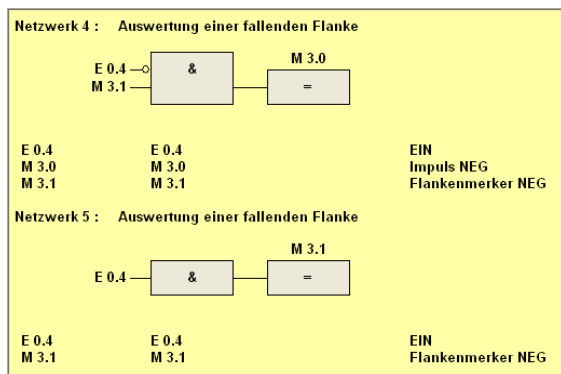 Netzwerk 4 : Auswertung einer fallenden Flanke
M 3.0
E 0.4 &
M 3.1 =
E 0.4 E 0.4 EIN
M 3.0 M 3.0 Impuls NEG
M 3.1 M 3.1 Flankenmerker NEG
Netzwerk 5 : Auswertung einer fallenden Flanke
M 3.1
E 0.4 & =
E 0.4 E 0.4 EIN
M 3.1 M 3.1 Flankenmerker NEG